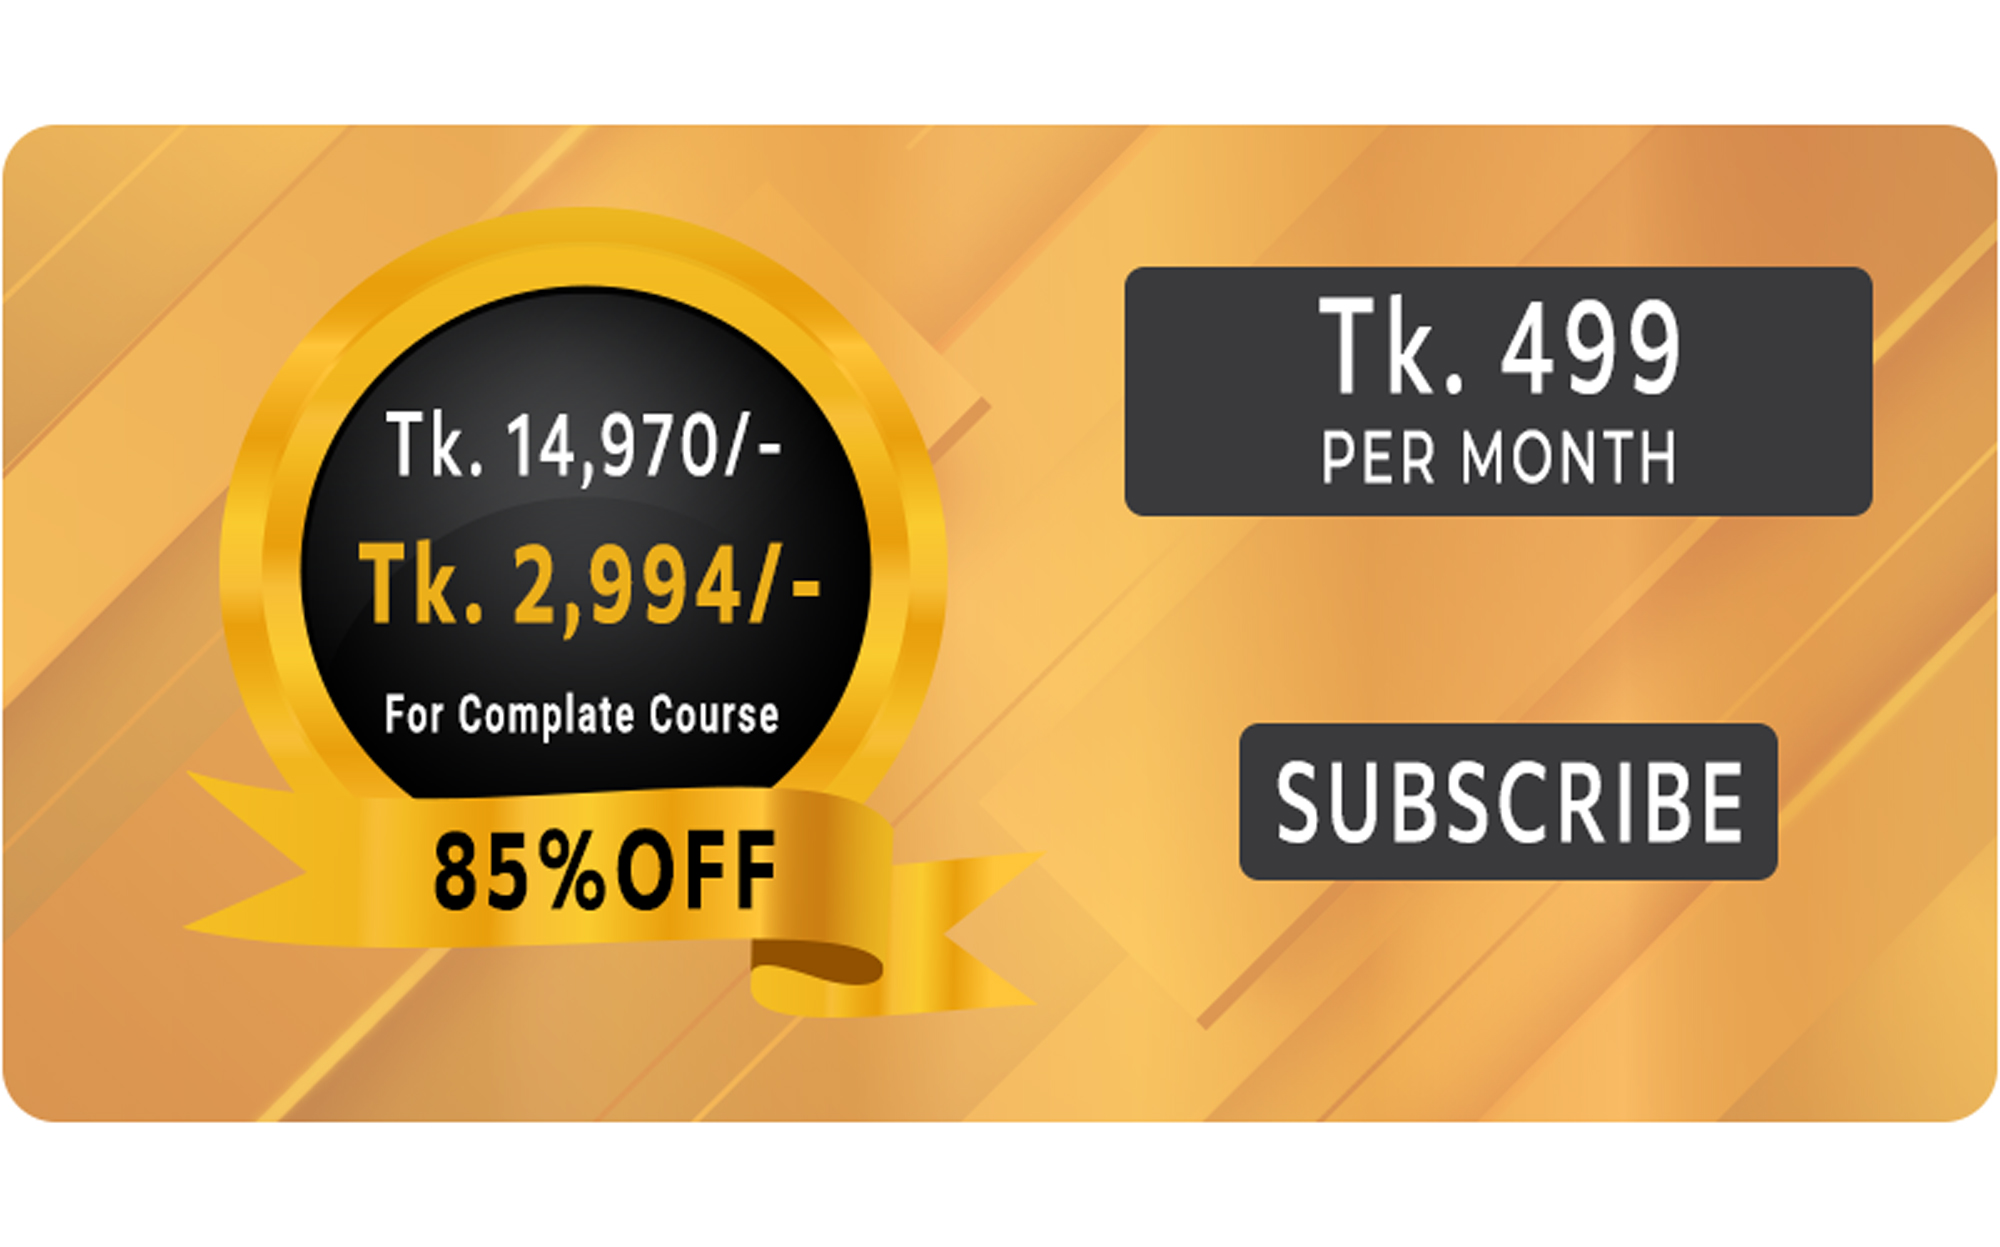 Tk. 14,970/-
Tk. 2,994/-
For Complate Course
85%OFF
Tk. 499
PER MONTH
SUBSCRIBE